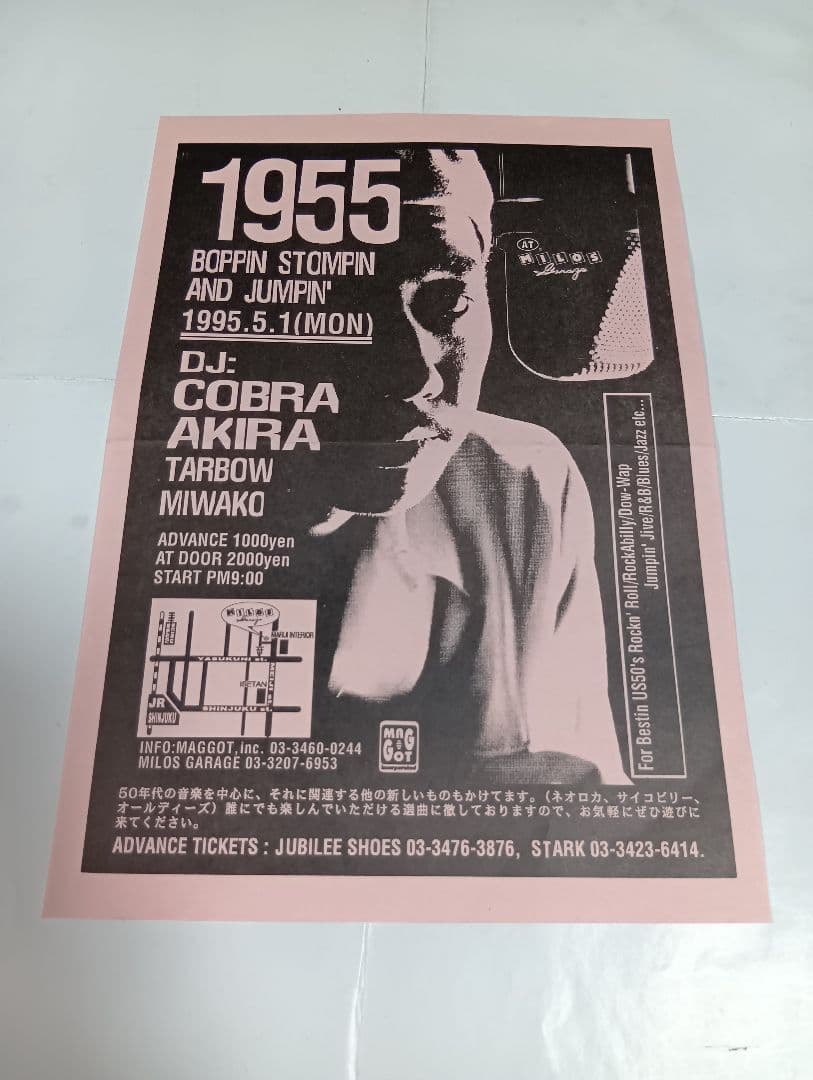 1955
BOPPIN STOMPIN
AND JUMPIN'
1995.5.1(MON)
AT
MILOS
Garage
DJ:
COBRA
AKIRA
TARBOW
MIWAKO
ADVANCE 1000yen
AT DOOR 2000yen
START PM9:00
For Bestin US50's Rockn' Roll/RockAbilly/Dow-Wap
Jumpin' Jive/R&B/Blues/Jazz etc...
MILOS
Garage
MARUI INTERIOR
YASUKUNI st.
MEIJI st.
ISETAN
JR
SHINJUKU
SHINJUKU st.
INFO:MAGGOT,inc. 03-3460-0244
MILOS GARAGE 03-3207-6953
MAG
GOT
50年代の音楽を中心に、それに関連する他の新しいものもかけてます。(ネオロカ、サイコビリー、
オールディーズ) 誰にでも楽しんでいただける選曲に徹しておりますので、お気軽にぜひ遊びに
来てください。
ADVANCE TICKETS : JUBILEE SHOES 03-3476-3876, STARK 03-3423-6414.